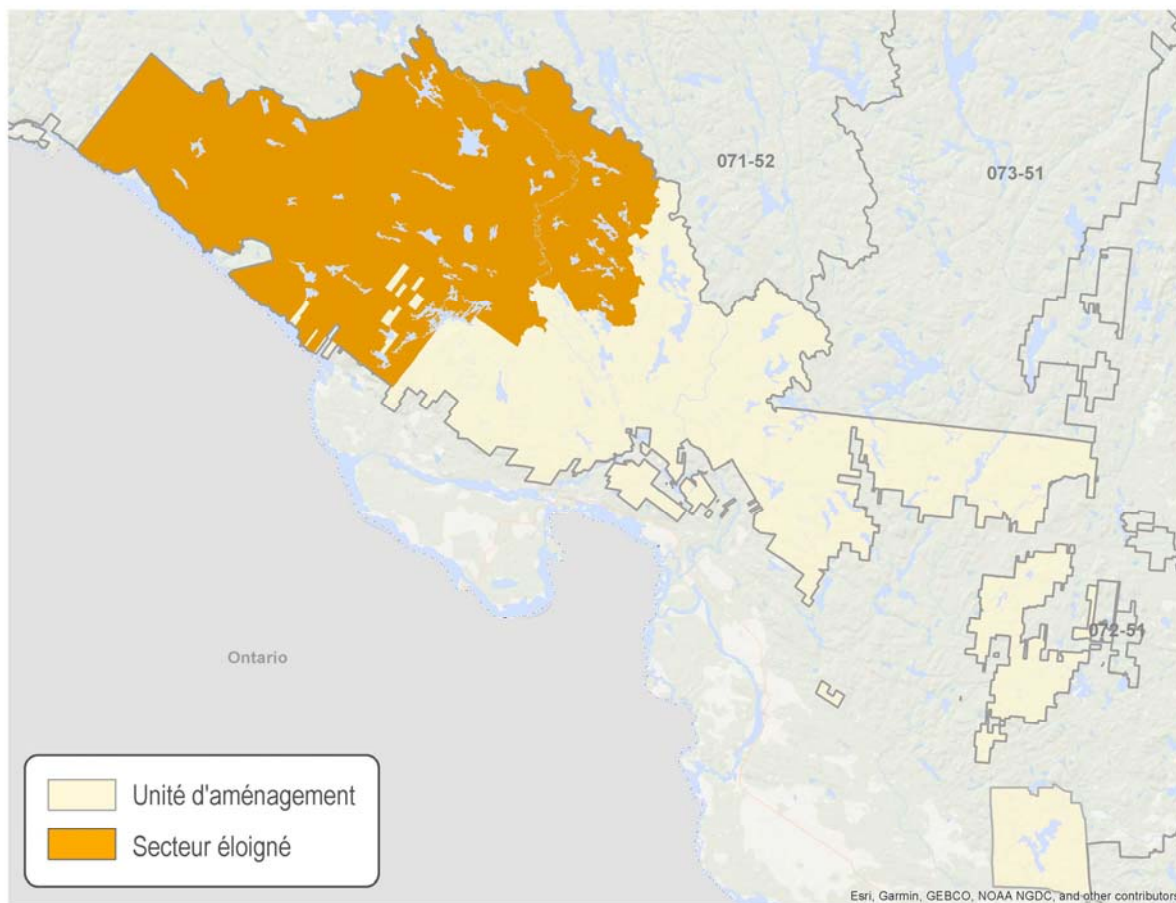 071-52
073-51
072-51
Ontario
Unité d'aménagement
Secteur éloigné
Esri, Garmin, GEBCO, NOAA NGDC, and other contributors